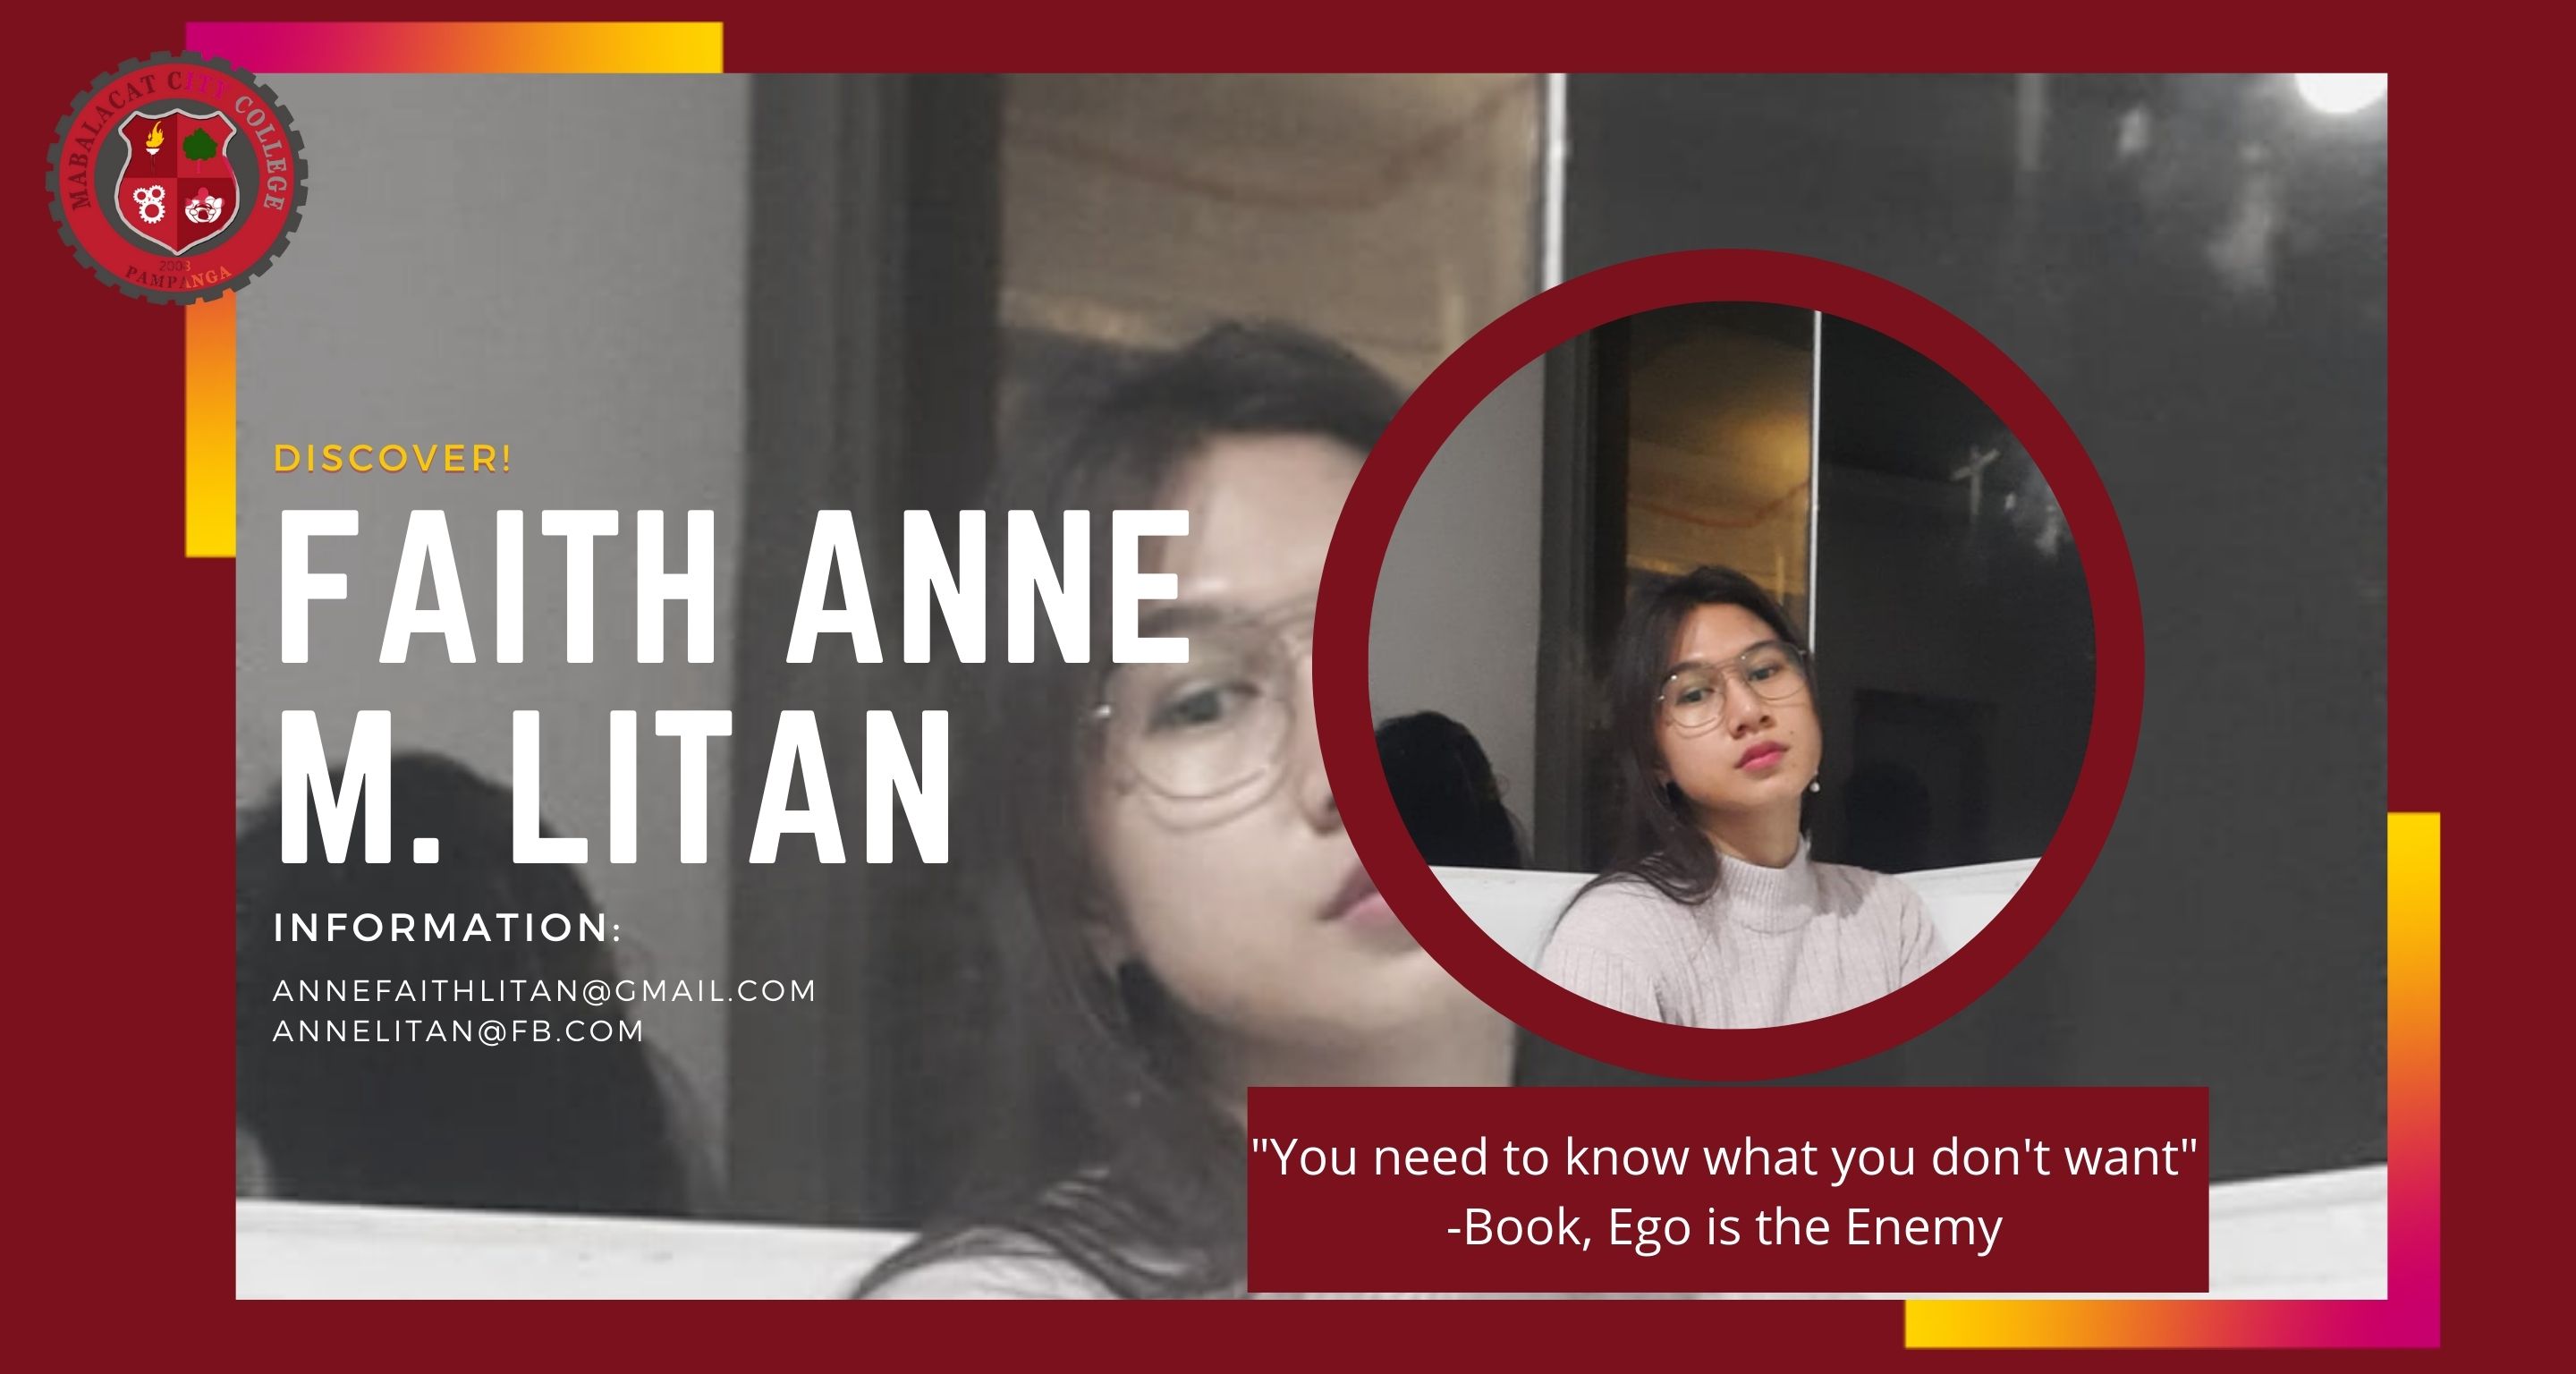 MABALACAT CITY COLLEGE
2003
PAMPANGA
DISCOVER!
FAITH ANNE
M. LITAN
INFORMATION:
ANNEFAITHLITAN@GMAIL.COM
ANNELITAN@FB.COM
"You need to know what you don't want"
-Book, Ego is the Enemy